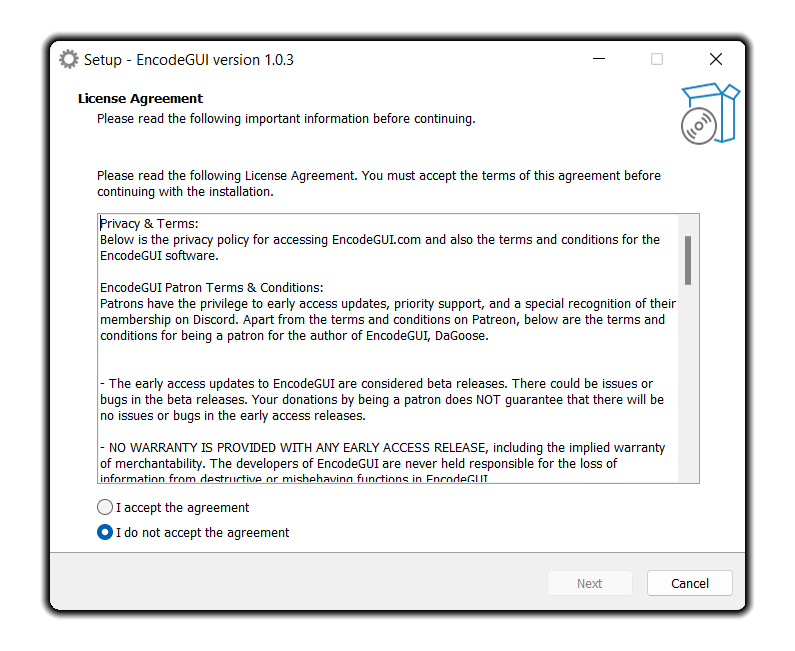 Setup - EncodeGUI version 1.0.3
License Agreement
Please read the following important information before continuing.
Please read the following License Agreement. You must accept the terms of this agreement before
continuing with the installation.
Privacy & Terms:
Below is the privacy policy for accessing EncodeGUI.com and also the terms and conditions for the
EncodeGUI software.
EncodeGUI Patron Terms & Conditions:
Patrons have the privilege to early access updates, priority support, and a special recognition of their
membership on Discord. Apart from the terms and conditions on Patreon, below are the terms and
conditions for being a patron for the author of EncodeGUI, DaGoose.
- The early access updates to EncodeGUI are considered beta releases. There could be issues or
bugs in the beta releases. Your donations by being a patron does NOT guarantee that there will be
no issues or bugs in the early access releases.
- NO WARRANTY IS PROVIDED WITH ANY EARLY ACCESS RELEASE, including the implied warranty
of merchantability. The developers of EncodeGUI are never held responsible for the loss of
information from destructive or misbehaving functions in EncodeGUI
I accept the agreement
I do not accept the agreement
Next
Cancel